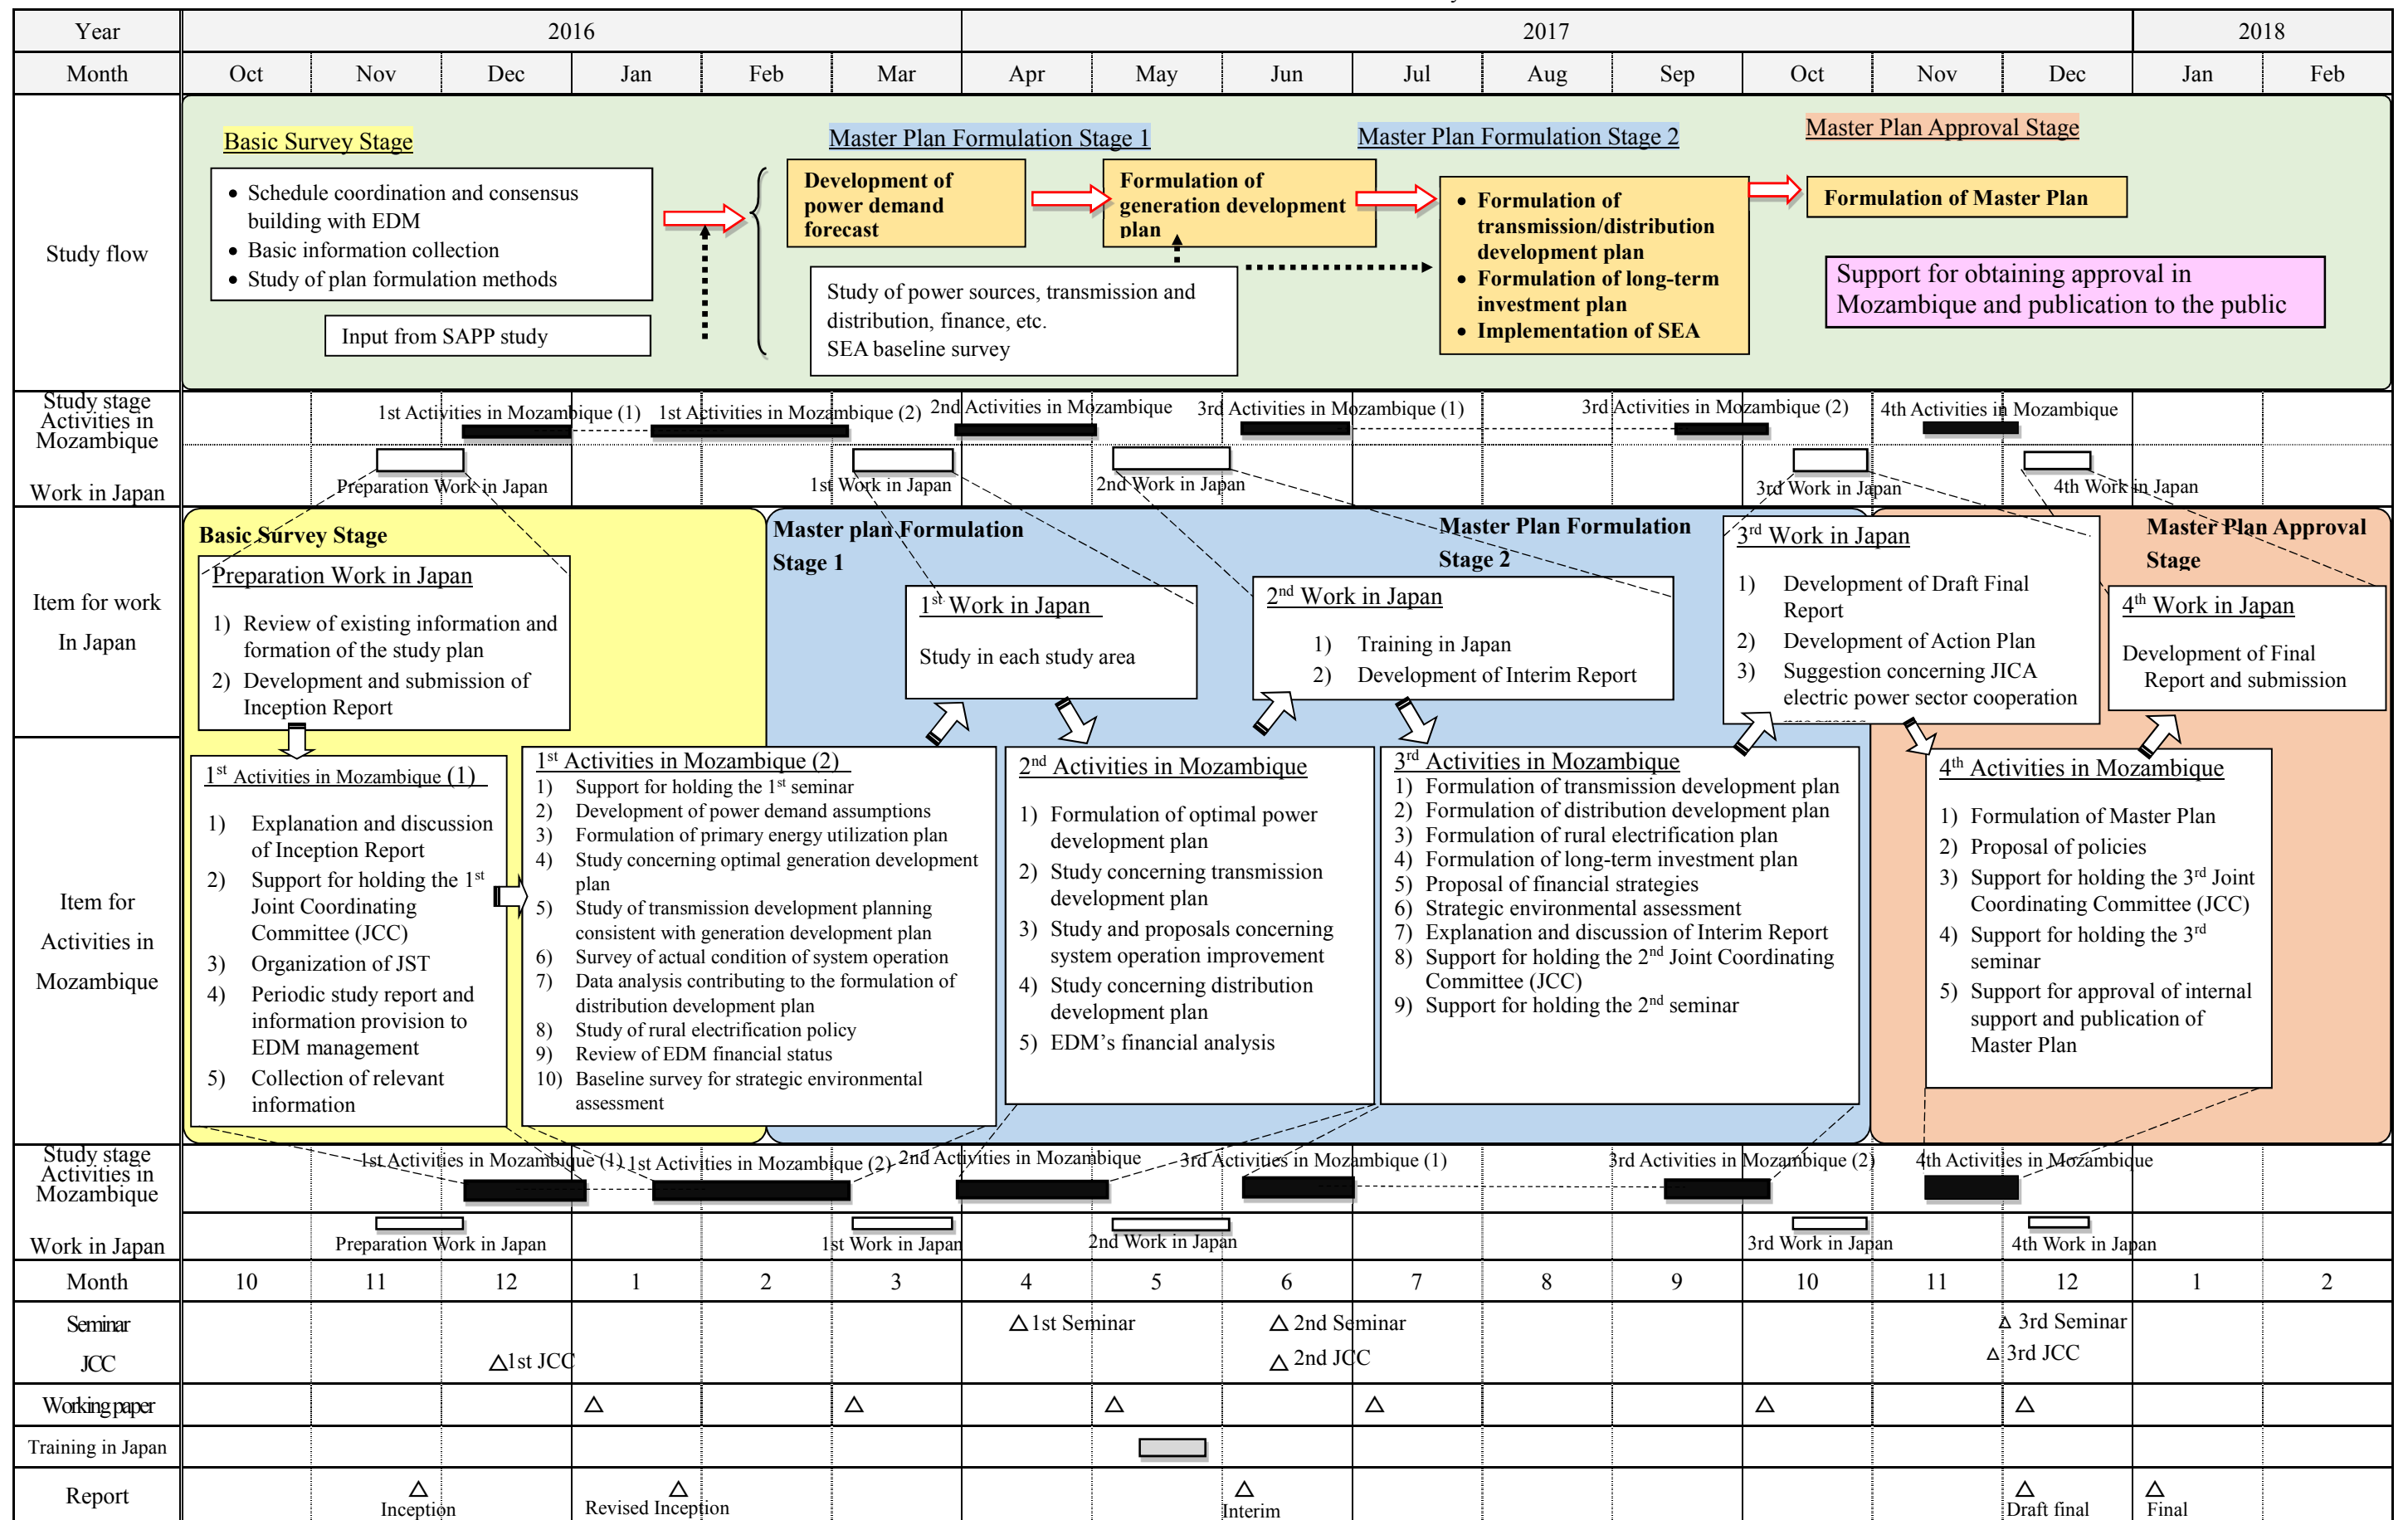 Year 2016 2017 2018
Month Oct Nov Dec Jan Feb Mar Apr May Jun Jul Aug Sep Oct Nov Dec Jan Feb
Study flow
Basic Survey Stage
Master Plan Formulation Stage 1
Master Plan Formulation Stage 2
Master Plan Approval Stage
• Schedule coordination and consensus
building with EDM
• Basic information collection
• Study of plan formulation methods
Input from SAPP study
Development of
power demand
forecast
Formulation of
generation development
plan
Study of power sources, transmission and
distribution, finance, etc.
SEA baseline survey
• Formulation of
transmission/distribution
development plan
• Formulation of long-term
investment plan
• Implementation of SEA
Formulation of Master Plan
Support for obtaining approval in
Mozambique and publication to the public
Study stage
Activities in
Mozambique
1st Activities in Mozambique (1)
1st Activities in Mozambique (2)
2nd Activities in Mozambique
3rd Activities in Mozambique (1)
3rd Activities in Mozambique (2)
4th Activities in Mozambique
Work in Japan
Preparation Work in Japan
1st Work in Japan
2nd Work in Japan
3rd Work in Japan
4th Work in Japan
Item for work
In Japan
Basic Survey Stage
Preparation Work in Japan
1) Review of existing information and
formation of the study plan
2) Development and submission of
Inception Report
Master plan Formulation
Stage 1
1st Work in Japan
Study in each study area
Master Plan Formulation
Stage 2
2nd Work in Japan
1) Training in Japan
2) Development of Interim Report
3rd Work in Japan
1) Development of Draft Final
Report
2) Development of Action Plan
3) Suggestion concerning JICA
electric power sector cooperation
Master Plan Approval
Stage
4th Work in Japan
Development of Final
Report and submission
Item for
Activities in
Mozambique
1st Activities in Mozambique (1)
1) Explanation and discussion
of Inception Report
2) Support for holding the 1st
Joint Coordinating
Committee (JCC)
3) Organization of JST
4) Periodic study report and
information provision to
EDM management
5) Collection of relevant
information
1st Activities in Mozambique (2)
1) Support for holding the 1st seminar
2) Development of power demand assumptions
3) Formulation of primary energy utilization plan
4) Study concerning optimal generation development
plan
5) Study of transmission development planning
consistent with generation development plan
6) Survey of actual condition of system operation
7) Data analysis contributing to the formulation of
distribution development plan
8) Study of rural electrification policy
9) Review of EDM financial status
10) Baseline survey for strategic environmental
assessment
2nd Activities in Mozambique
1) Formulation of optimal power
development plan
2) Study concerning transmission
development plan
3) Study and proposals concerning
system operation improvement
4) Study concerning distribution
development plan
5) EDM's financial analysis
3rd Activities in Mozambique
1) Formulation of transmission development plan
2) Formulation of distribution development plan
3) Formulation of rural electrification plan
4) Formulation of long-term investment plan
5) Proposal of financial strategies
6) Strategic environmental assessment
7) Explanation and discussion of Interim Report
8) Support for holding the 2nd Joint Coordinating
Committee (JCC)
9) Support for holding the 2nd seminar
4th Activities in Mozambique
1) Formulation of Master Plan
2) Proposal of policies
3) Support for holding the 3rd Joint
Coordinating Committee (JCC)
4) Support for holding the 3rd
seminar
5) Support for approval of internal
support and publication of
Master Plan
Study stage
Activities in
Mozambique
1st Activities in Mozambique (1)
1st Activities in Mozambique (2)
2nd Activities in Mozambique
3rd Activities in Mozambique (1)
3rd Activities in Mozambique (2)
4th Activities in Mozambique
Work in Japan
Preparation Work in Japan
1st Work in Japan
2nd Work in Japan
3rd Work in Japan
4th Work in Japan
Month 10 11 12 1 2 3 4 5 6 7 8 9 10 11 12 1 2
Seminar △1st Seminar △ 2nd Seminar △ 3rd Seminar
JCC △1st JCC △ 2nd JCC △ 3rd JCC
Working paper △ △ △ △ △ △
Training in Japan
Report △ △ △ △ △
Inception Revised Inception Interim Draft final Final